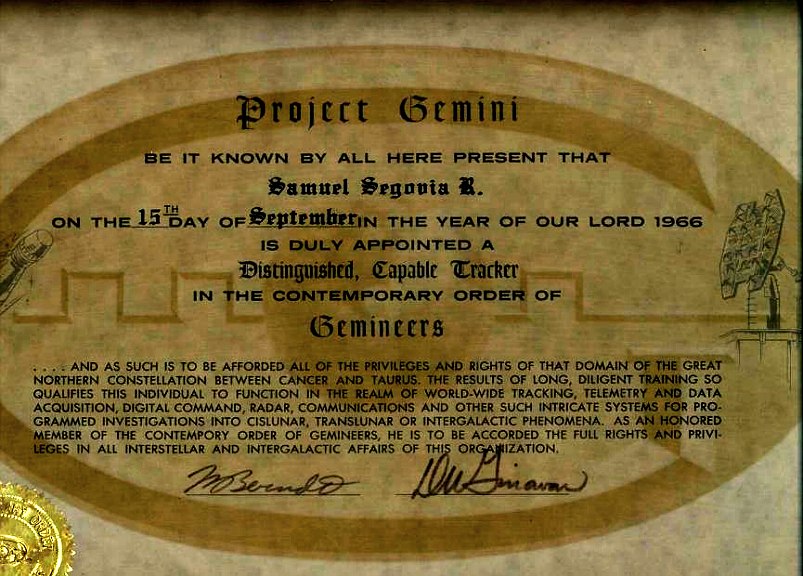 Project Gemini
BE IT KNOWN BY ALL HERE PRESENT THAT
Samuel Segovia R.
ON THE 15TH DAY OF September IN THE YEAR OF OUR LORD 1966
IS DULY APPOINTED A
Distinguished, Capable Tracker
IN THE CONTEMPORARY ORDER OF
Gemineers
. . . . AND AS SUCH IS TO BE AFFORDED ALL OF THE PRIVILEGES AND RIGHTS OF THAT DOMAIN OF THE GREAT
NORTHERN CONSTELLATION BETWEEN CANCER AND TAURUS. THE RESULTS OF LONG, DILIGENT TRAINING SO
QUALIFIES THIS INDIVIDUAL TO FUNCTION IN THE REALM OF WORLD-WIDE TRACKING, TELEMETRY AND DATA
ACQUISITION, DIGITAL COMMAND, RADAR, COMMUNICATIONS AND OTHER SUCH INTRICATE SYSTEMS FOR PRO-
GRAMMED INVESTIGATIONS INTO CISLUNAR, TRANSLUNAR OR INTERGALACTIC PHENOMENA. AS AN HONORED
MEMBER OF THE CONTEMPORY ORDER OF GEMINEERS, HE IS TO BE ACCORDED THE FULL RIGHTS AND PRIVI-
LEGES IN ALL INTERSTELLAR AND INTERGALACTIC AFFAIRS OF THIS ORGANIZATION.
ORDER